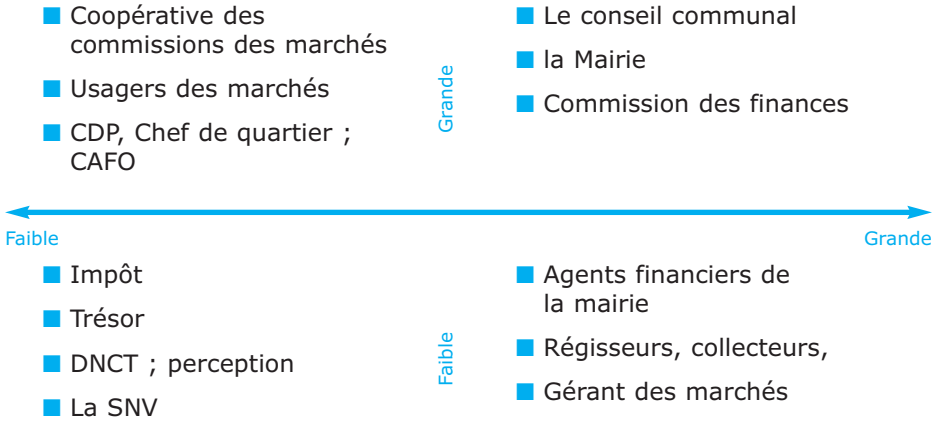 ■ Coopérative des
commissions des marchés
■ Usagers des marchés
■ CDP, Chef de quartier ;
CAFO
Grande
■ Le conseil communal
■ la Mairie
■ Commission des finances
Faible
Grande
■ Impôt
■ Trésor
■ DNCT ; perception
■ La SNV
Faible
■ Agents financiers de
la mairie
■ Régisseurs, collecteurs,
■ Gérant des marchés